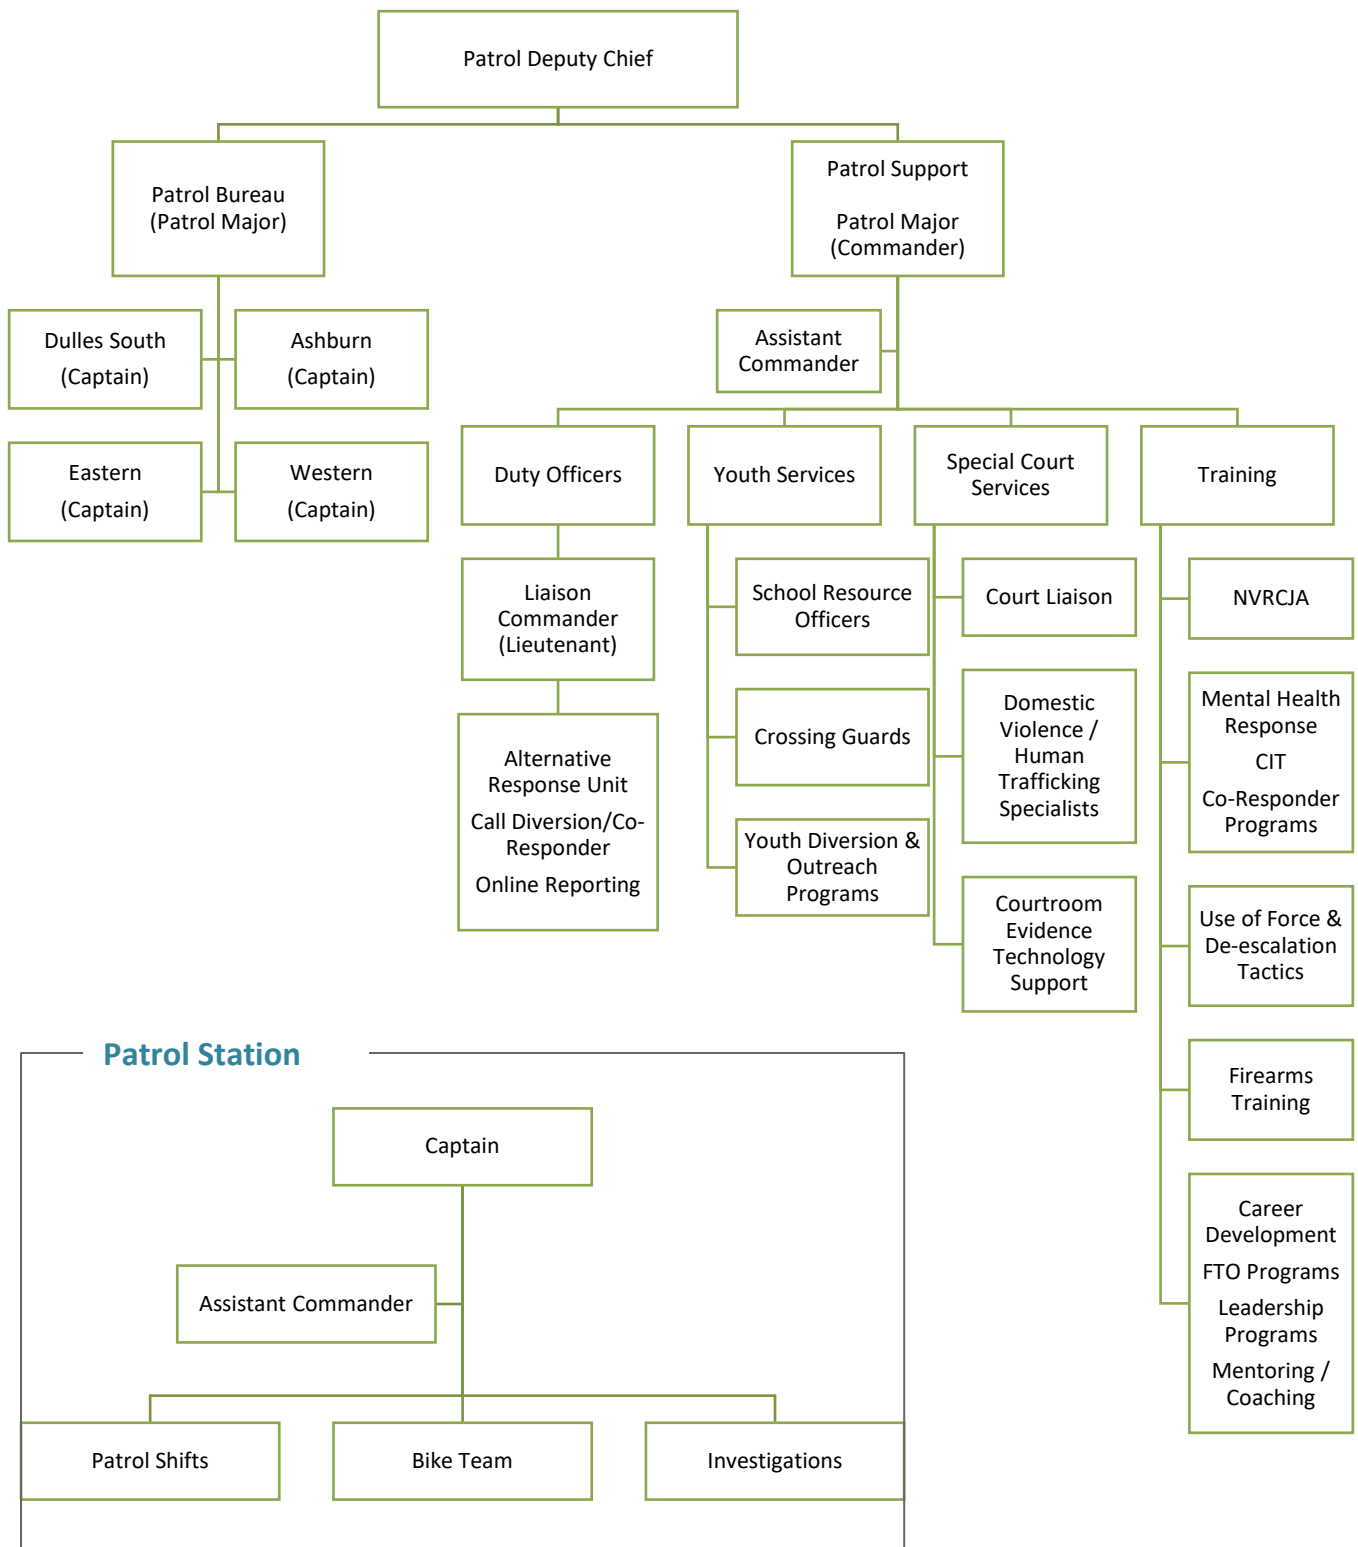 Patrol Deputy Chief
Patrol Bureau
(Patrol Major)
Patrol Support
Patrol Major
(Commander)
Dulles South
(Captain)
Ashburn
(Captain)
Eastern
(Captain)
Western
(Captain)
Assistant
Commander
Duty Officers
Youth Services
Special Court
Services
Training
Liaison
Commander
(Lieutenant)
Alternative
Response Unit
Call Diversion/Co-
Responder
Online Reporting
School Resource
Officers
Crossing Guards
Youth Diversion &
Outreach
Programs
Court Liaison
Domestic
Violence /
Human
Trafficking
Specialists
Courtroom
Evidence
Technology
Support
NVRCJA
Mental Health
Response
CIT
Co-Responder
Programs
Use of Force &
De-escalation
Tactics
Firearms
Training
Career
Development
FTO Programs
Leadership
Programs
Mentoring /
Coaching
Patrol Station
Captain
Assistant Commander
Patrol Shifts
Bike Team
Investigations